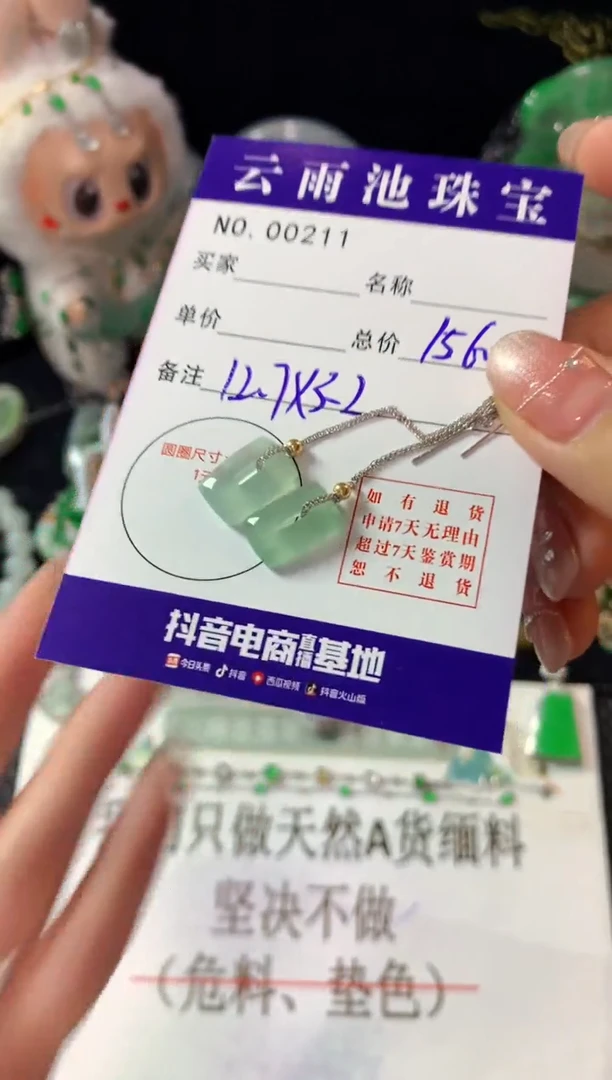 云雨池珠宝
NO. 00211
买家
名称
单价
总价 156
备注 12.7X5.2
圆圈尺寸
如有退货
申请7天无理由
超过7天鉴赏期
恕不退货
抖音电商直播基地
今日头条 抖音 西瓜视频 抖音火山版
只做天然A货缅料
坚决不做
(危料、垫色)